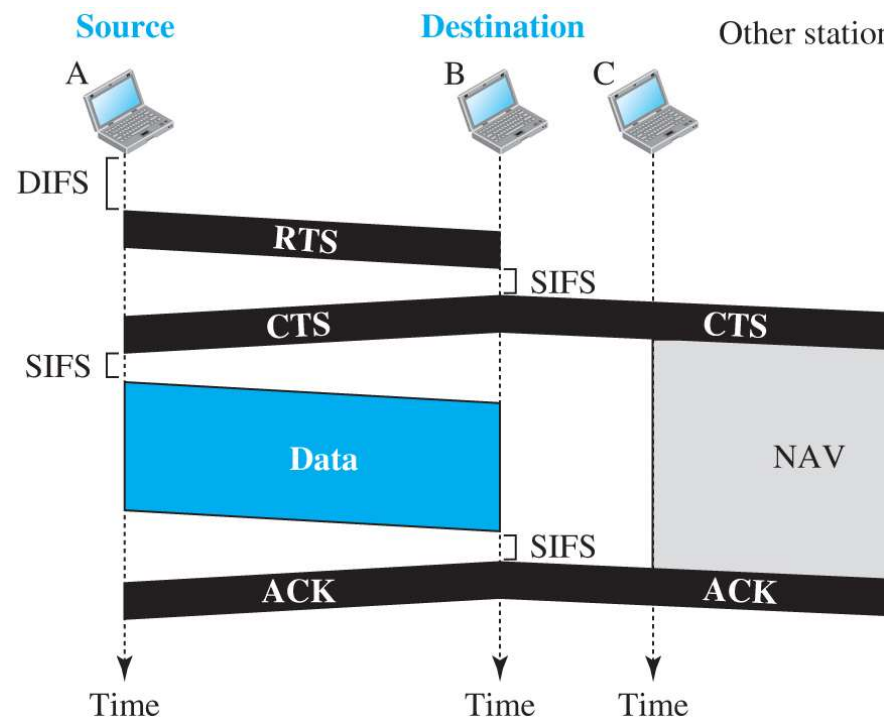 Source Destination Other station
A B C
DIFS
RTS
SIFS
CTS CTS
SIFS
Data NAV
SIFS
ACK ACK
Time Time Time